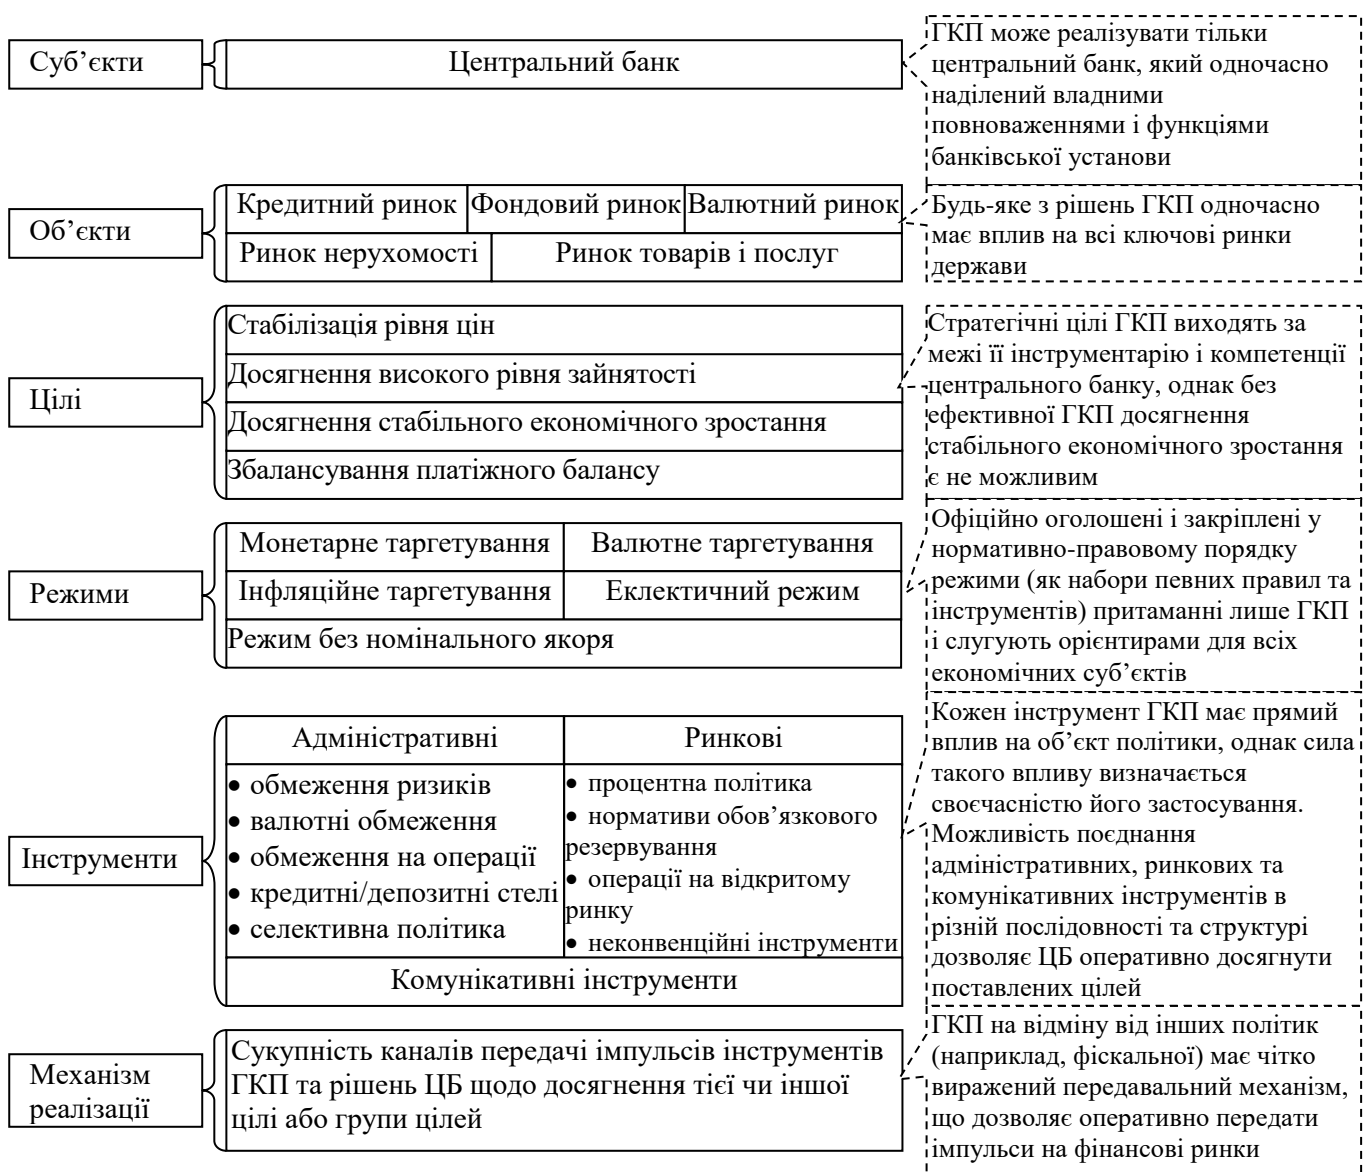 Суб’єкти
Центральний банк
ГКП може реалізувати тільки
центральний банк, який одночасно
наділений владними
повноваженнями і функціями
банківської установи
Об’єкти
Кредитний ринок
Фондовий ринок
Валютний ринок
Ринок нерухомості
Ринок товарів і послуг
Будь-яке з рішень ГКП одночасно
має вплив на всі ключові ринки
держави
Цілі
Стабілізація рівня цін
Досягнення високого рівня зайнятості
Досягнення стабільного економічного зростання
Збалансування платіжного балансу
Стратегічні цілі ГКП виходять за
межі її інструментарію і компетенції
центрального банку, однак без
ефективної ГКП досягнення
стабільного економічного зростання
є не можливим
Режими
Монетарне таргетування
Валютне таргетування
Інфляційне таргетування
Еклектичний режим
Режим без номінального якоря
Офіційно оголошені і закріплені у
нормативно-правовому порядку
режими (як набори певних правил та
інструментів) притаманні лише ГКП
і слугують орієнтирами для всіх
економічних суб’єктів
Інструменти
Адміністративні
• обмеження ризиків
• валютні обмеження
• обмеження на операції
• кредитні/депозитні стелі
• селективна політика
Ринкові
• процентна політика
• нормативи обов’язкового
резервування
• операції на відкритому
ринку
• неконвенційні інструменти
Комунікативні інструменти
Кожен інструмент ГКП має прямий
вплив на об’єкт політики, однак сила
такого впливу визначається
своєчасністю його застосування.
Можливість поєднання
адміністративних, ринкових та
комунікативних інструментів в
різній послідовності та структурі
дозволяє ЦБ оперативно досягнути
поставлених цілей
Механізм
реалізації
Сукупність каналів передачі імпульсів інструментів
ГКП та рішень ЦБ щодо досягнення тієї чи іншої
цілі або групи цілей
ГКП на відміну від інших політик
(наприклад, фіскальної) має чітко
виражений передавальний механізм,
що дозволяє оперативно передати
імпульси на фінансові ринки